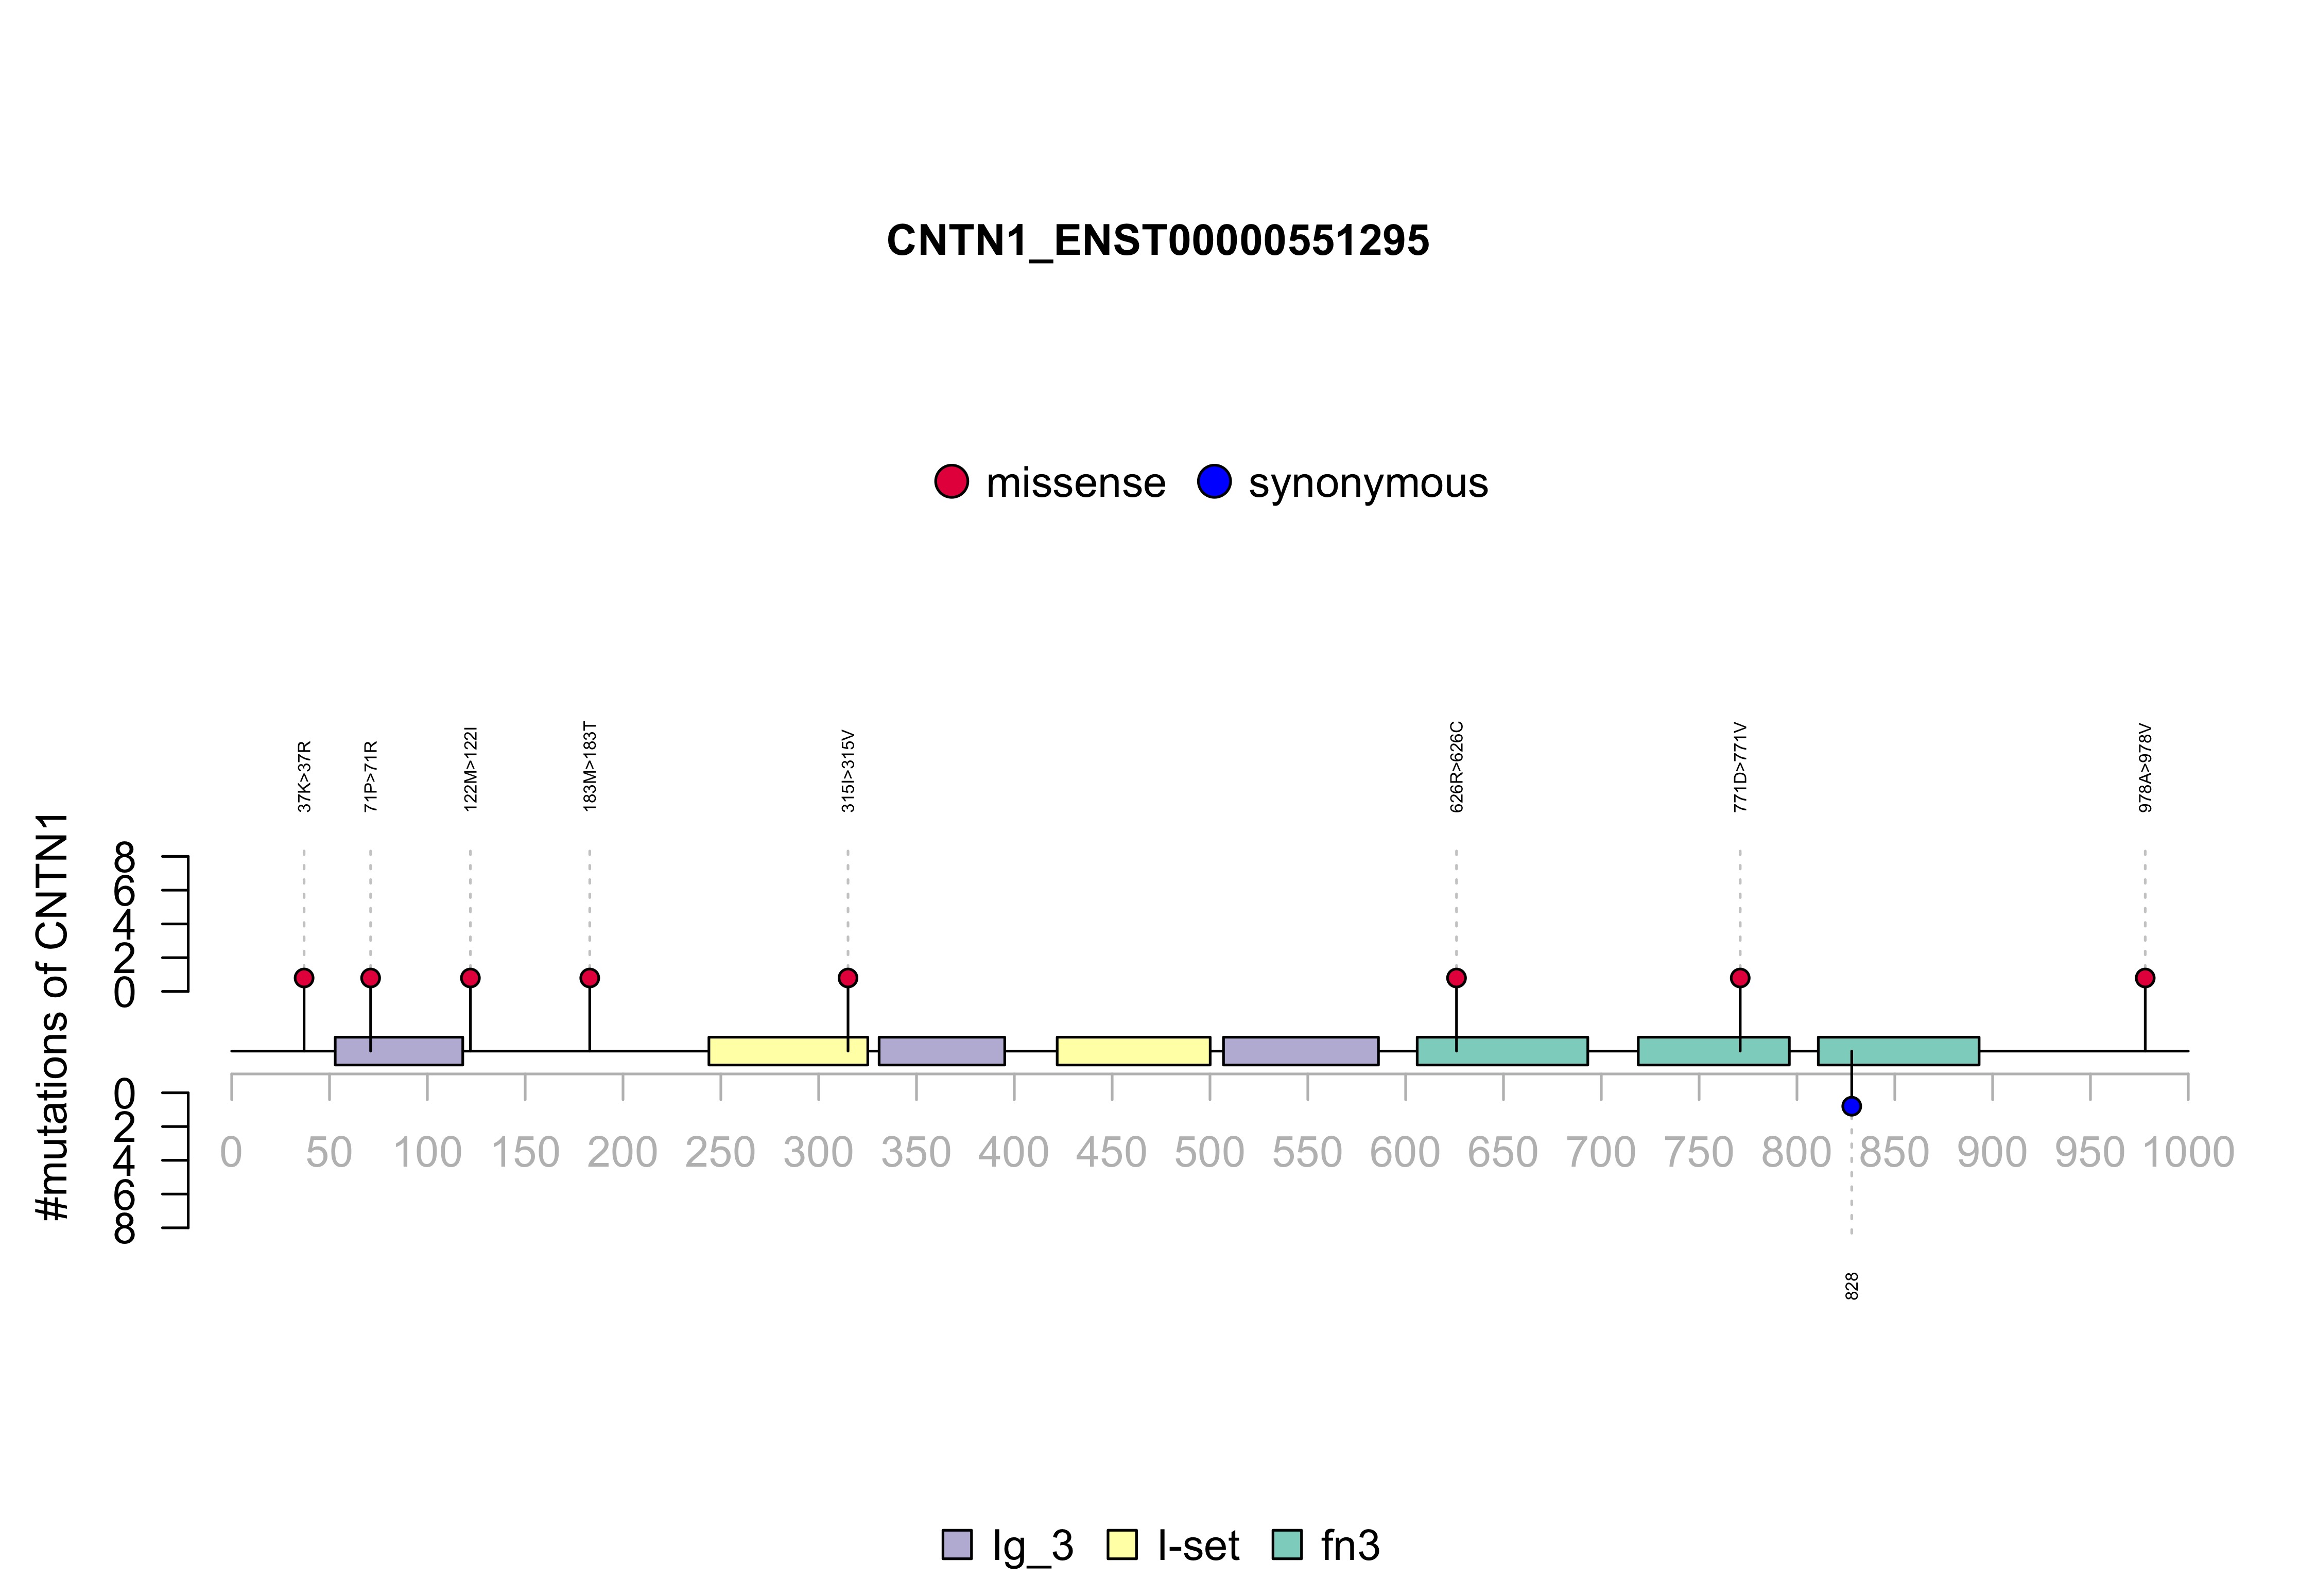 CNTN1_ENST00000551295
missense synonymous
37K>37R
71P>71R
122M>122I
183M>183T
315I>315V
626R>626C
771D>771V
978A>978V
#mutations of CNTN1
8
6
4
2
0
0
2
4
6
8
0 50 100 150 200 250 300 350 400 450 500 550 600 650 700 750 800 850 900 950 1000
828
Ig_3 I-set fn3